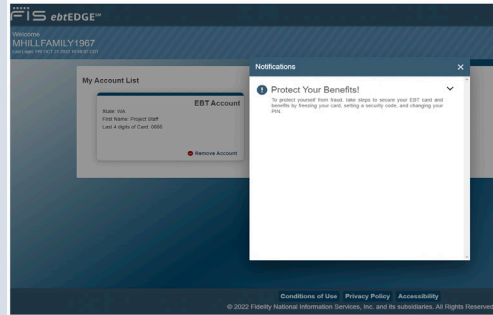 FIS ebtEDGE℠
Welcome
MHILLFAMILY1967
Notifications
My Account List
EBT Account
State: WA
First Name: Project Staff
Last 4 digits of Card: 0666
Remove Account
Protect Your Benefits!
To protect yourself from fraud, take steps to secure your EBT card and
benefits by freezing your card, setting a security code, and changing your
PIN.
Conditions of Use Privacy Policy Accessibility
© 2022 Fidelity National Information Services, Inc. and its subsidiaries. All Rights Reserved